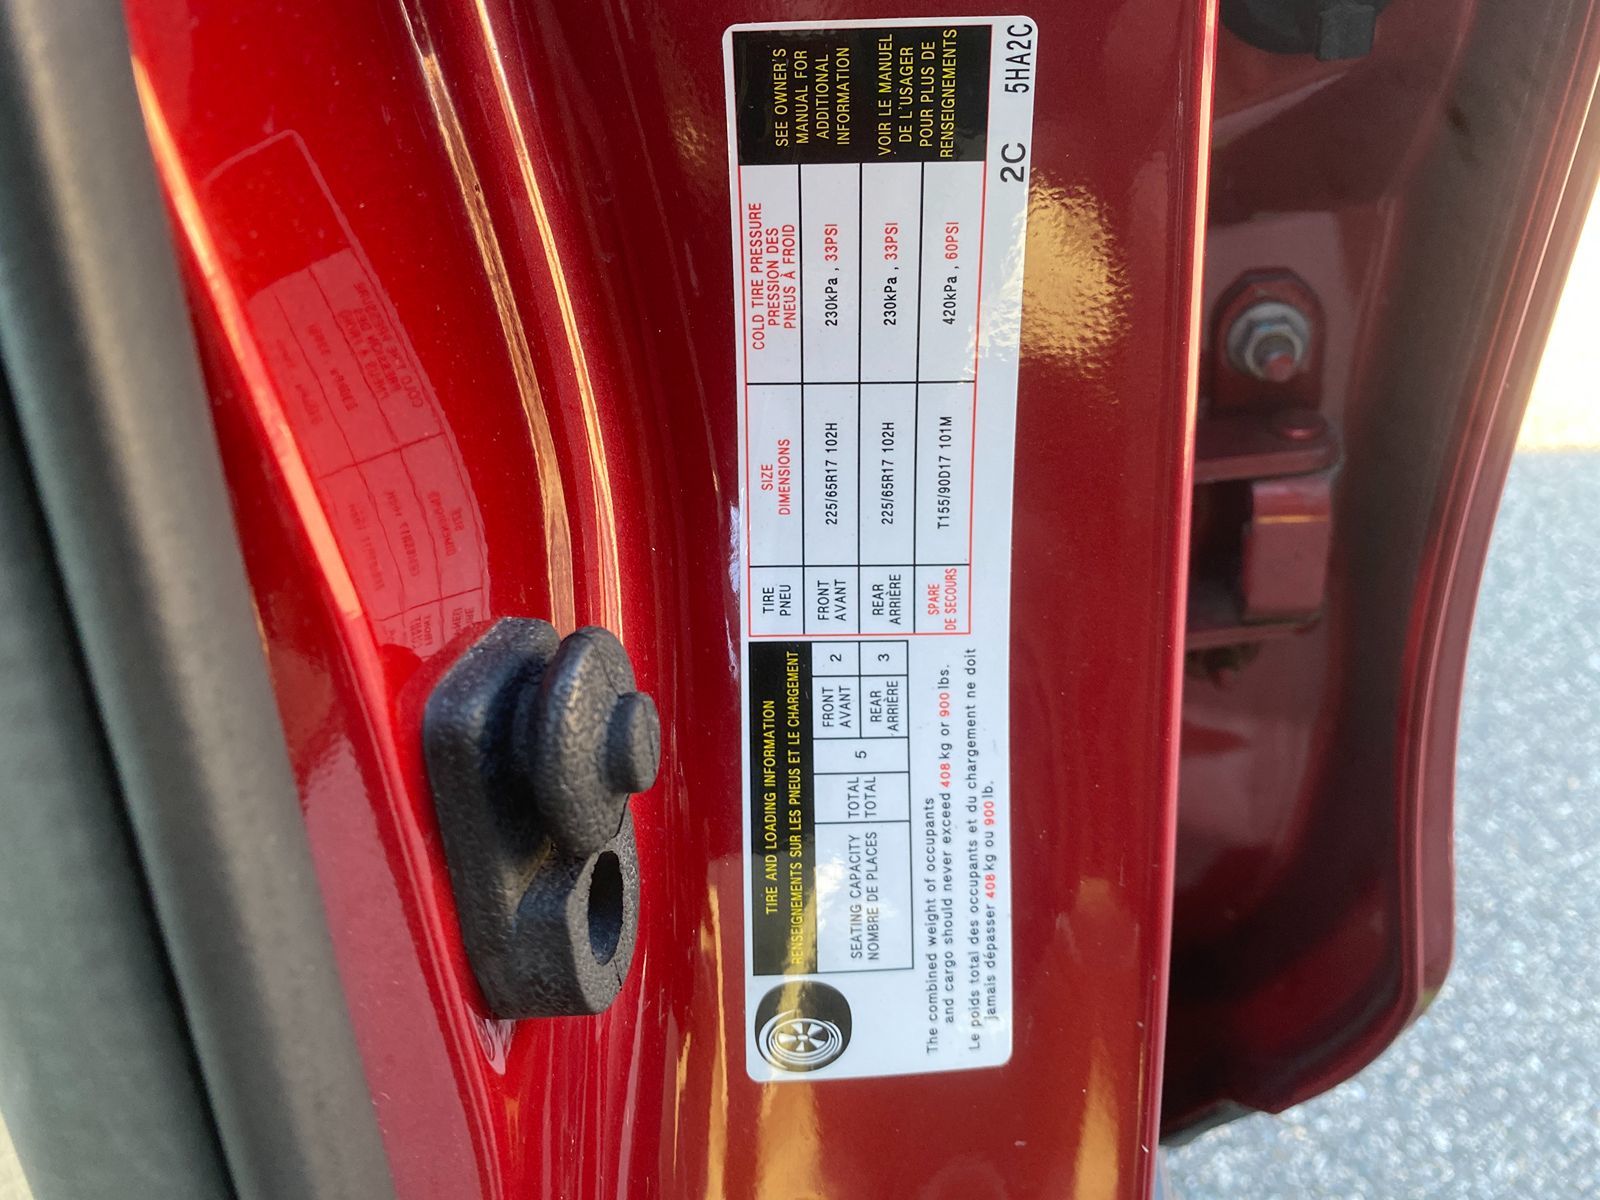 TIRE AND LOADING INFORMATION
RENSEIGNEMENTS SUR LES PNEUS ET LE CHARGEMENT
SEATING CAPACITY
NOMBRE DE PLACES
TOTAL
TOTAL
5
FRONT
AVANT
2
REAR
ARRIÈRE
3
The combined weight of occupants
and cargo should never exceed 408 kg or 900 lbs.
Le poids total des occupants et du chargement ne doit
jamais dépasser 408 kg ou 900 lb.
TIRE
PNEU
SIZE
DIMENSIONS
COLD TIRE PRESSURE
PRESSION DES
PNEUS À FROID
FRONT
AVANT
225/65R17 102H
230kPa , 33PSI
REAR
ARRIÈRE
225/65R17 102H
230kPa , 33PSI
SPARE
DE SECOURS
T155/90D17 101M
420kPa , 60PSI
SEE OWNER'S
MANUAL FOR
ADDITIONAL
INFORMATION
VOIR LE MANUEL
DE L'USAGER
POUR PLUS DE
RENSEIGNEMENTS
2C 5HA2C